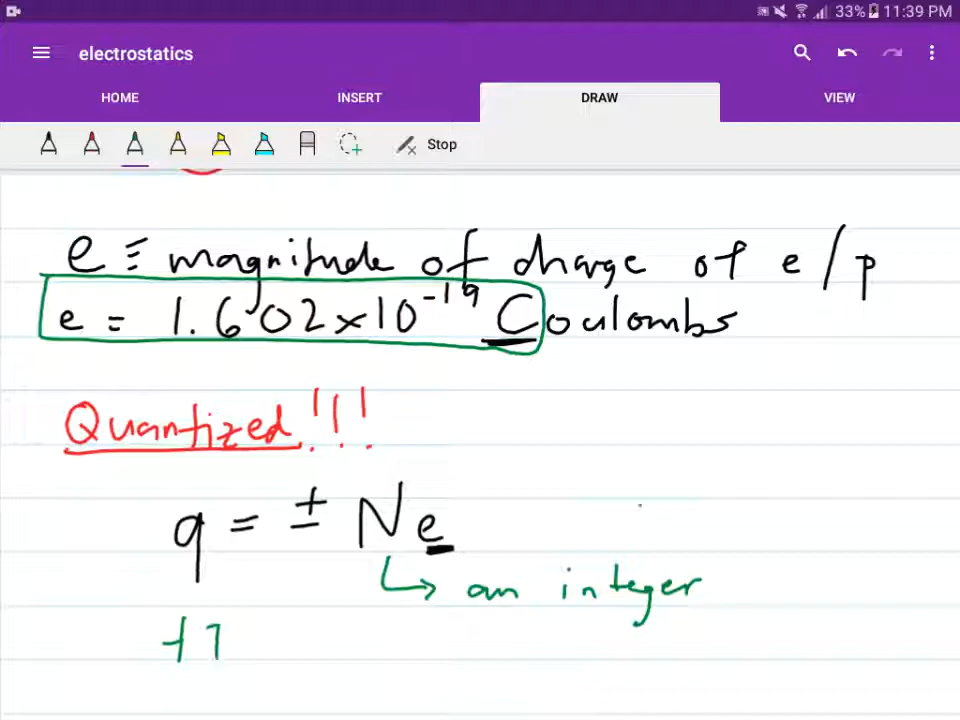 33% 11:39 PM
electrostatics
HOME INSERT DRAW VIEW
Stop
e ≡ magnitude of charge of e/p
e = 1.602×10⁻¹⁹ Coulombs
Quantized!!!
q = ± Ne
↳ an integer
+7